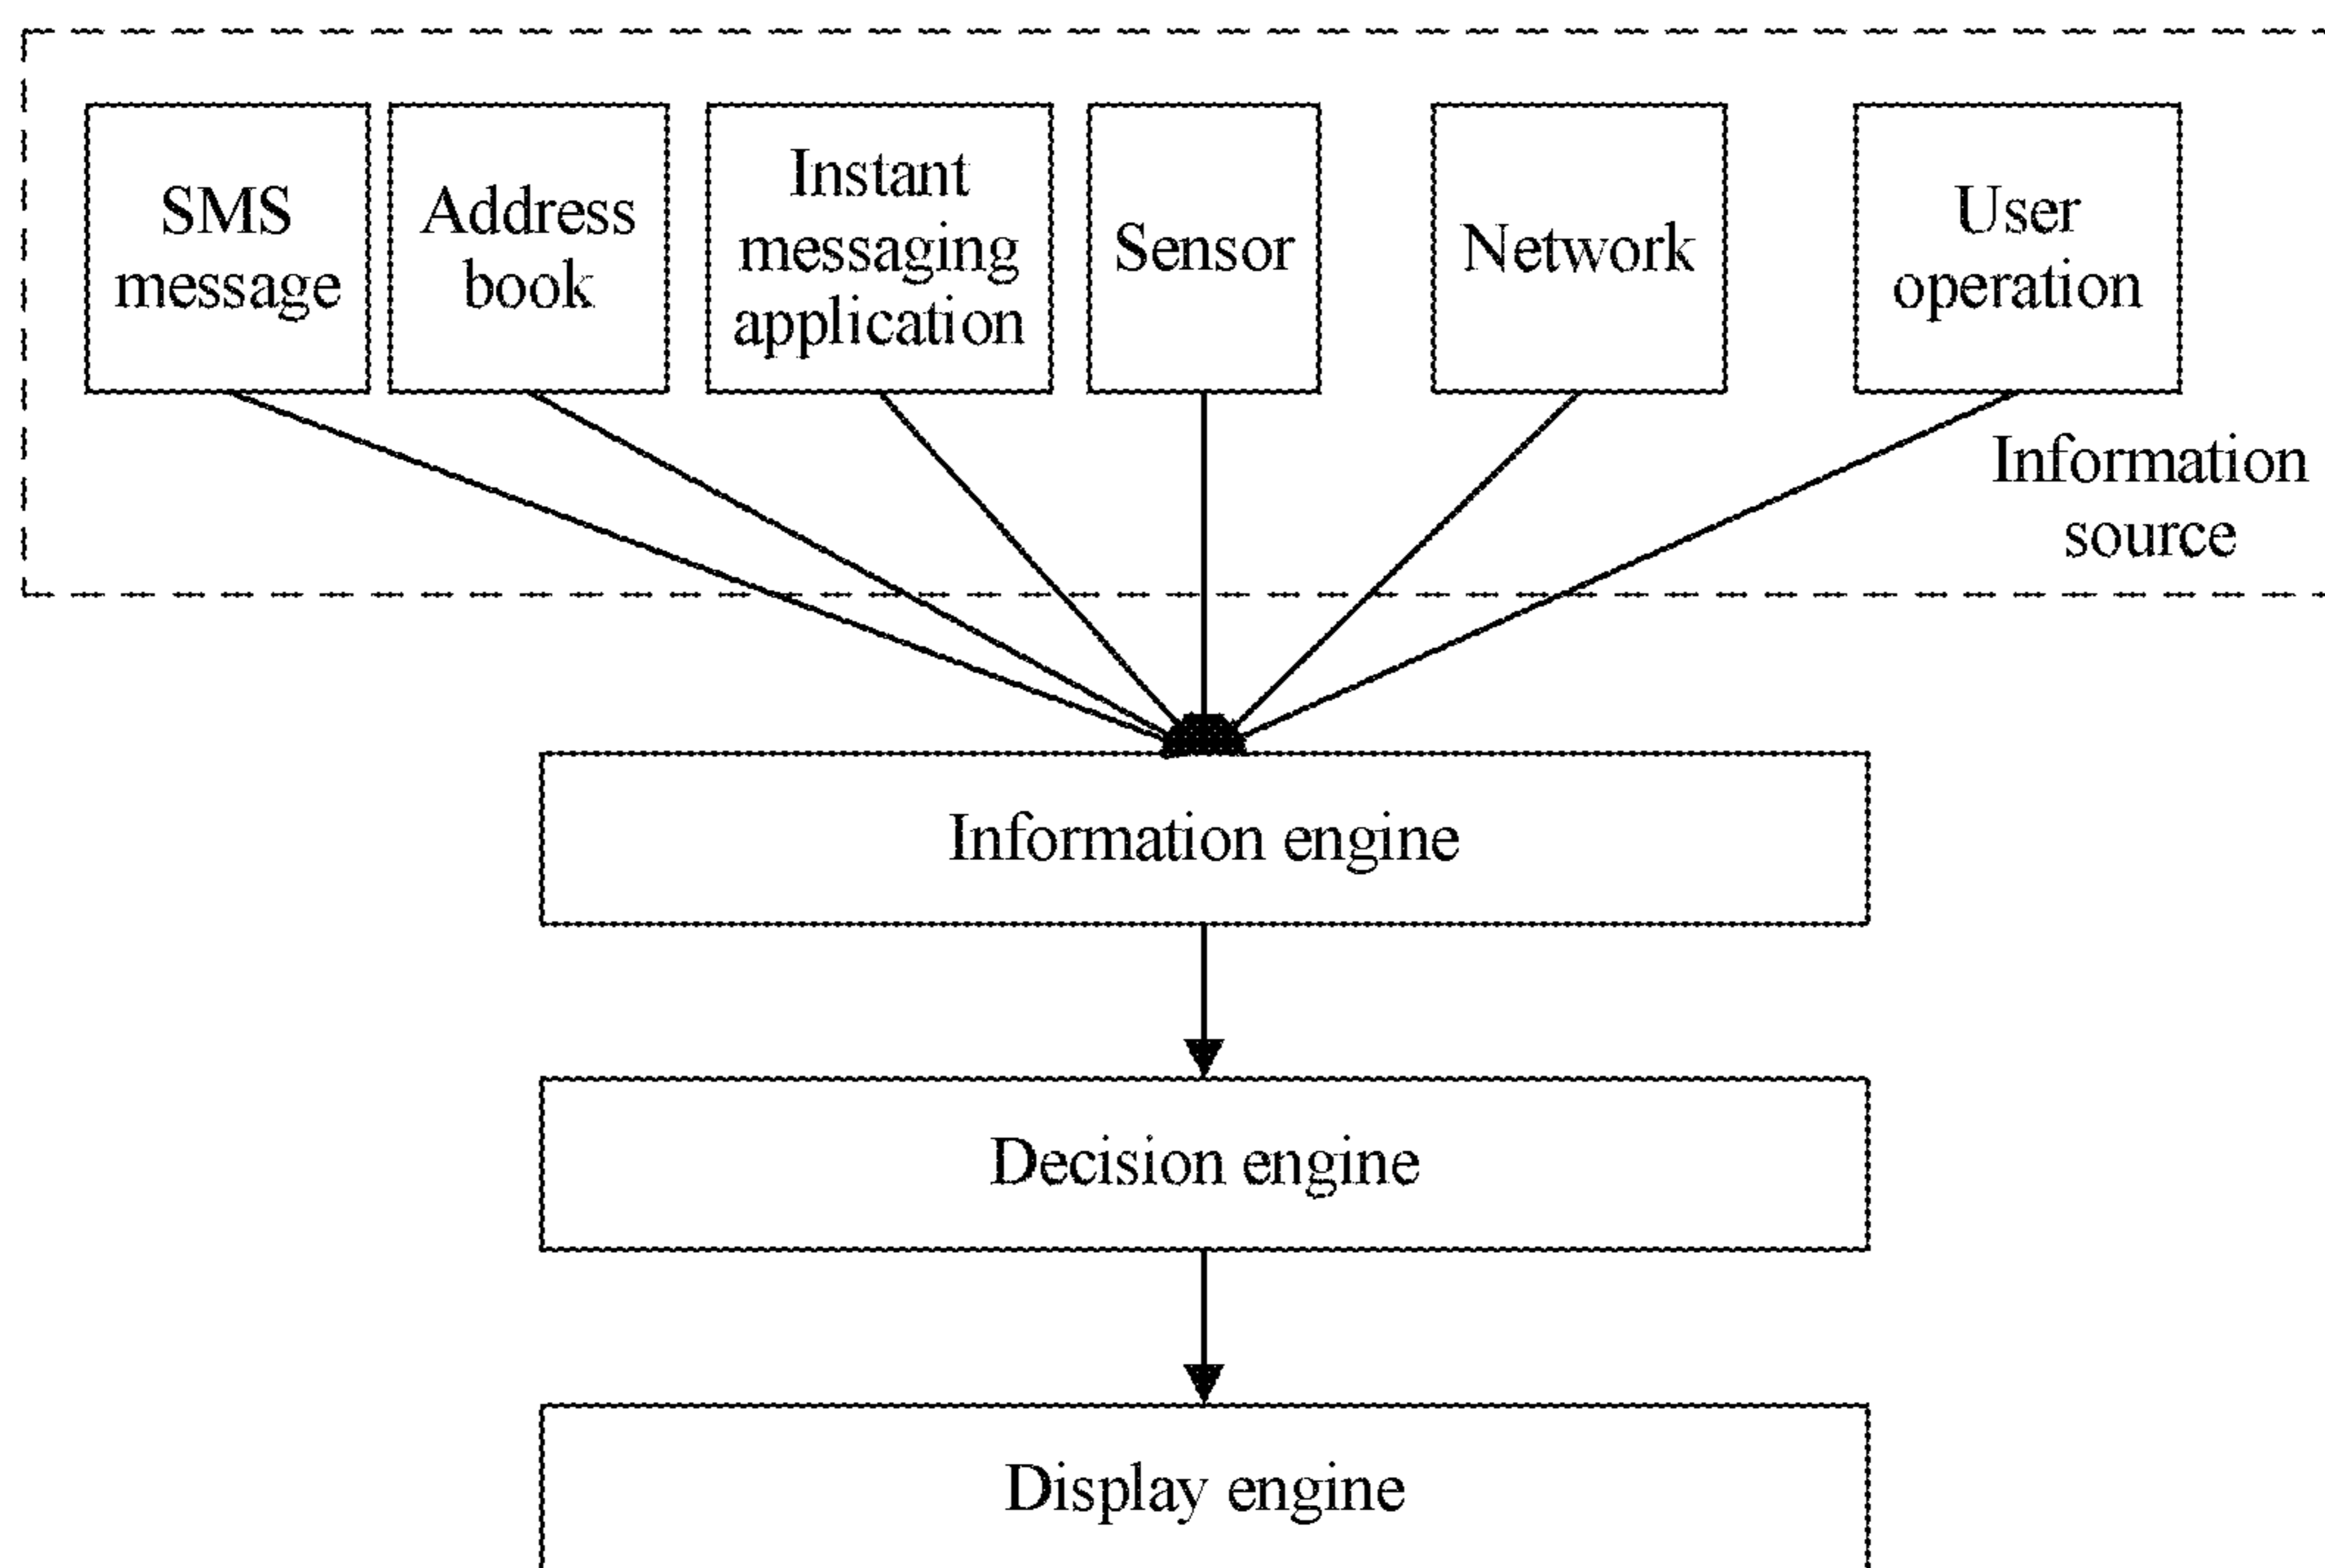 SMS
message
Address
book
Instant
messaging
application
Sensor
Network
User
operation
Information
source
Information engine
Decision engine
Display engine